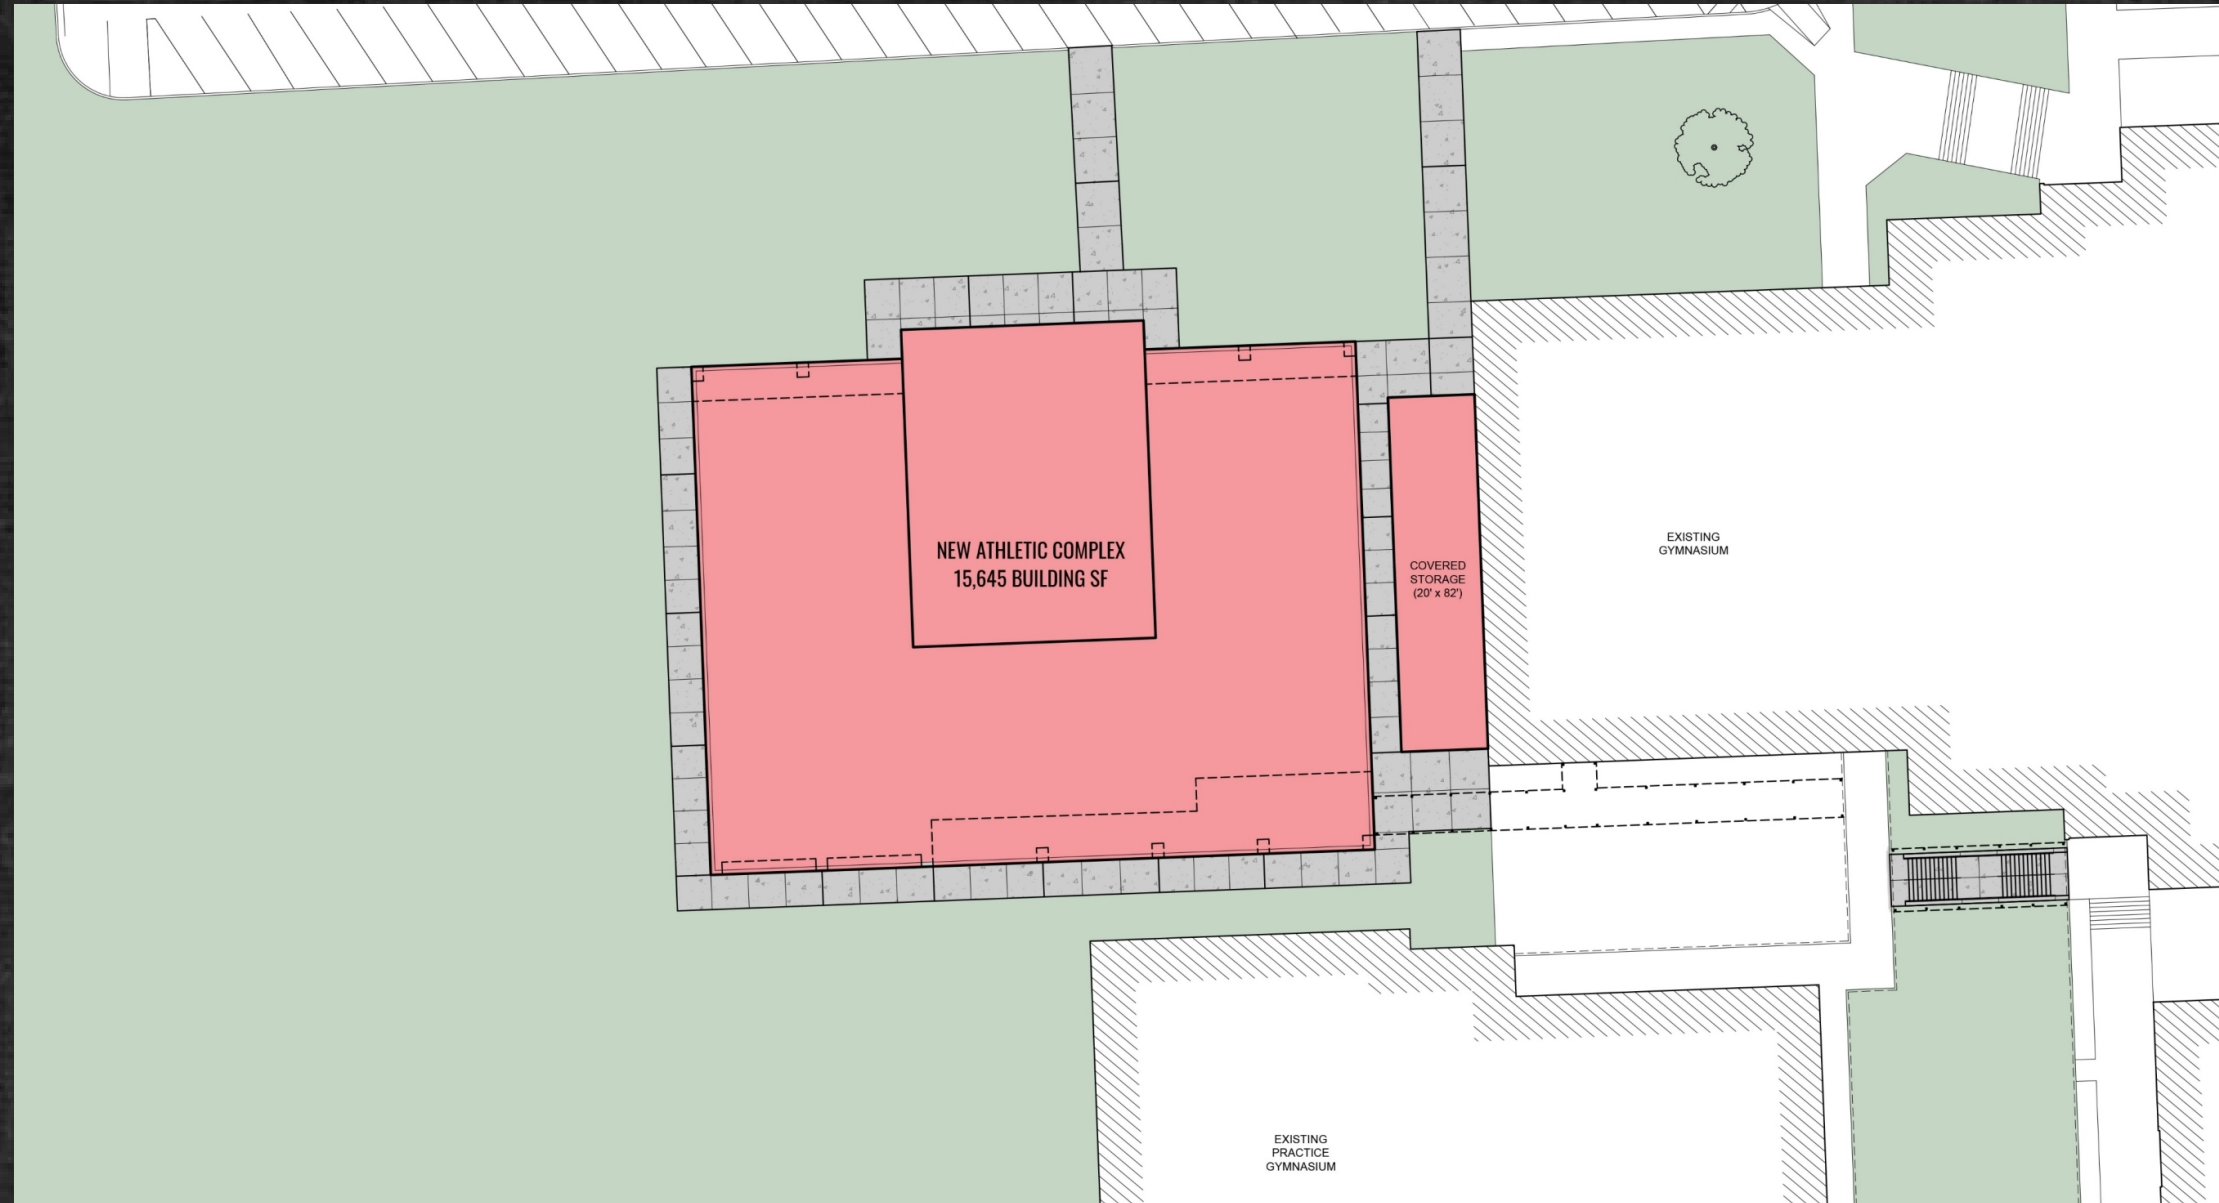 NEW ATHLETIC COMPLEX
15,645 BUILDING SF
COVERED
STORAGE
(20' x 82')
EXISTING
GYMNASIUM
EXISTING
PRACTICE
GYMNASIUM